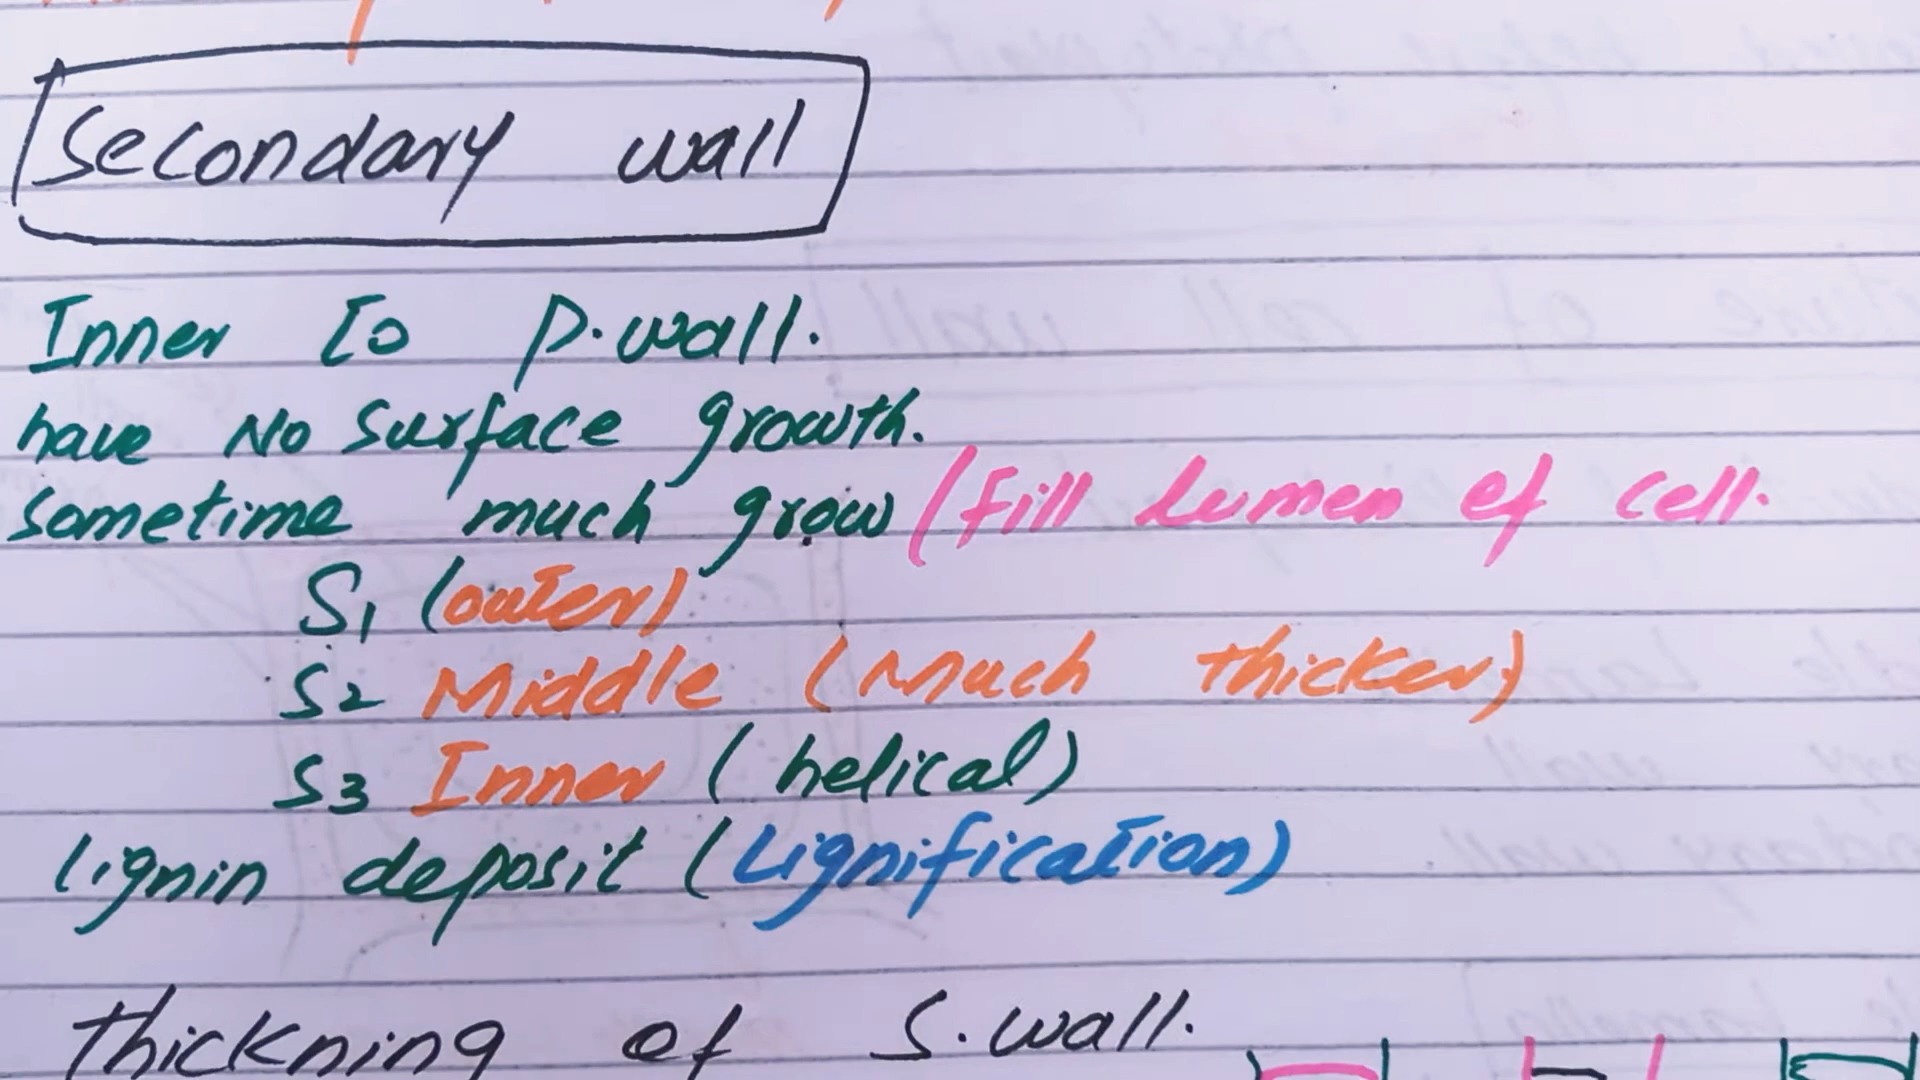 Secondary wall
Inner to P.wall.
have No surface growth.
sometime much grow (fill lumen of cell.
S1 (outer)
S2 Middle (Much thicker)
S3 Inner (helical)
lignin deposit (Lignification)
thickning of S.wall.